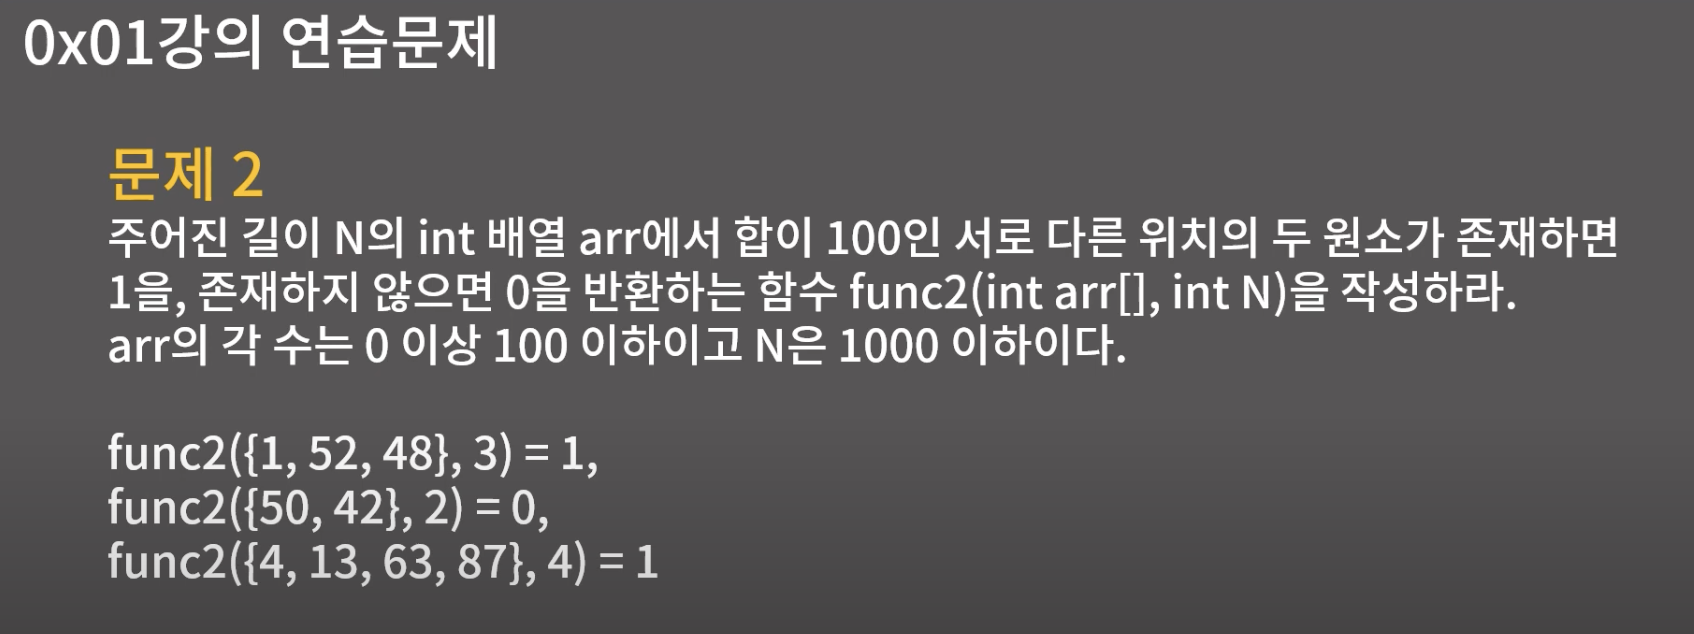 0x01강의 연습문제
문제 2
주어진 길이 N의 int 배열 arr에서 합이 100인 서로 다른 위치의 두 원소가 존재하면
1을, 존재하지 않으면 0을 반환하는 함수 func2(int arr[], int N)을 작성하라.
arr의 각 수는 0 이상 100 이하이고 N은 1000 이하이다.
func2({1, 52, 48}, 3) = 1,
func2({50, 42}, 2) = 0,
func2({4, 13, 63, 87}, 4) = 1